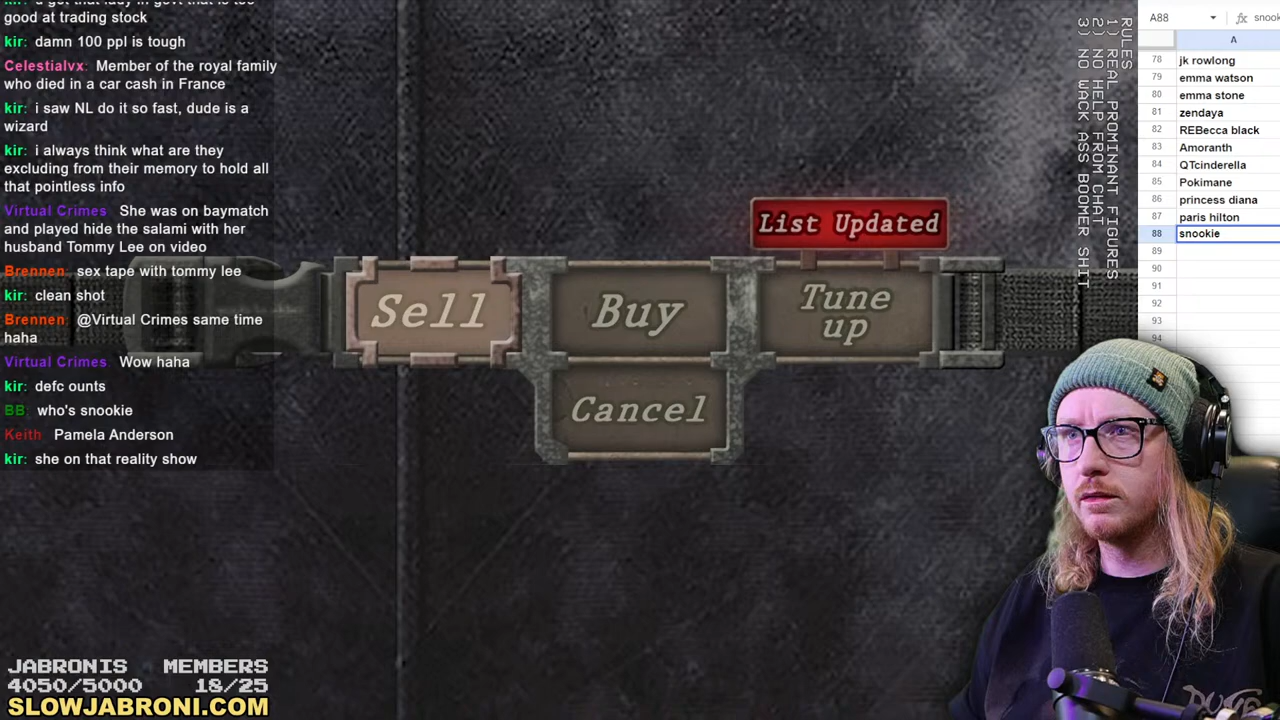 good at trading stock
kir: damn 100 ppl is tough
Celestialvx: Member of the royal family
who died in a car cash in France
kir: i saw NL do it so fast, dude is a
wizard
kir: i always think what are they
excluding from their memory to hold all
that pointless info
Virtual Crimes: She was on baymatch
and played hide the salami with her
husband Tommy Lee on video
Brennen: sex tape with tommy lee
kir: clean shot
Brennen: @Virtual Crimes same time
haha
Virtual Crimes: Wow haha
kir: defc ounts
BB: who's snookie
Keith: Pamela Anderson
kir: she on that reality show
JABRONIS MEMBERS
4050/5000 18/25
SLOWJABRONI.COM
List Updated
Sell
Buy
Tune
up
Cancel
RULES
1) REAL PROMINANT FIGURES
2) NO HELP FROM CHAT
3) NO WACK ASS BOOMER SHIT
A88 fx snook
A
78 jk rowlong
79 emma watson
80 emma stone
81 zendaya
82 REBecca black
83 Amoranth
84 QTcinderella
85 Pokimane
86 princess diana
87 paris hilton
88 snookie
89
90
91
92
93
94